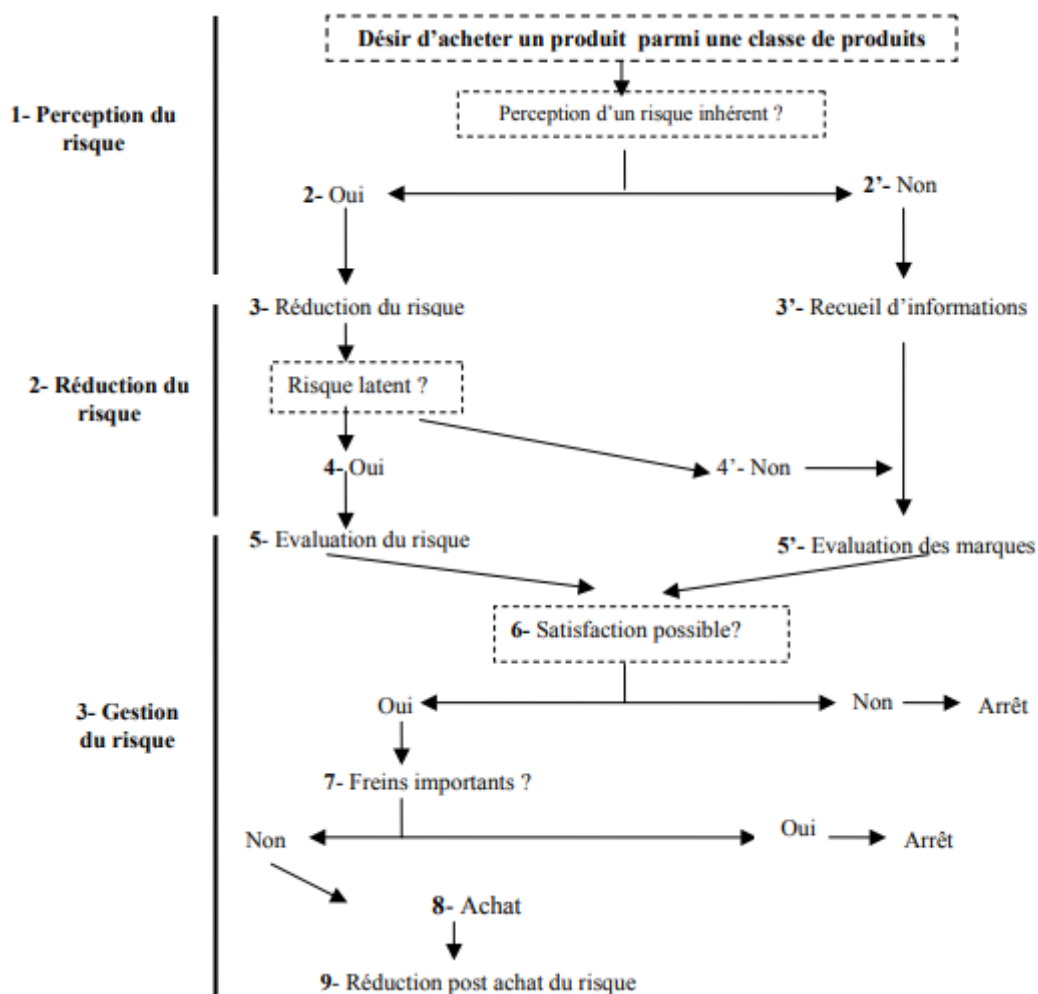 Désir d'acheter un produit parmi une classe de produits
1- Perception du
risque
Perception d'un risque inhérent ?
2- Oui
2'- Non
3- Réduction du risque
3'- Recueil d'informations
2- Réduction du
risque
Risque latent ?
4- Oui
4'- Non
5- Evaluation du risque
5'- Evaluation des marques
6- Satisfaction possible?
3- Gestion
du risque
Oui
Non
Arrêt
7- Freins importants ?
Non
Oui
Arrêt
8- Achat
9- Réduction post achat du risque